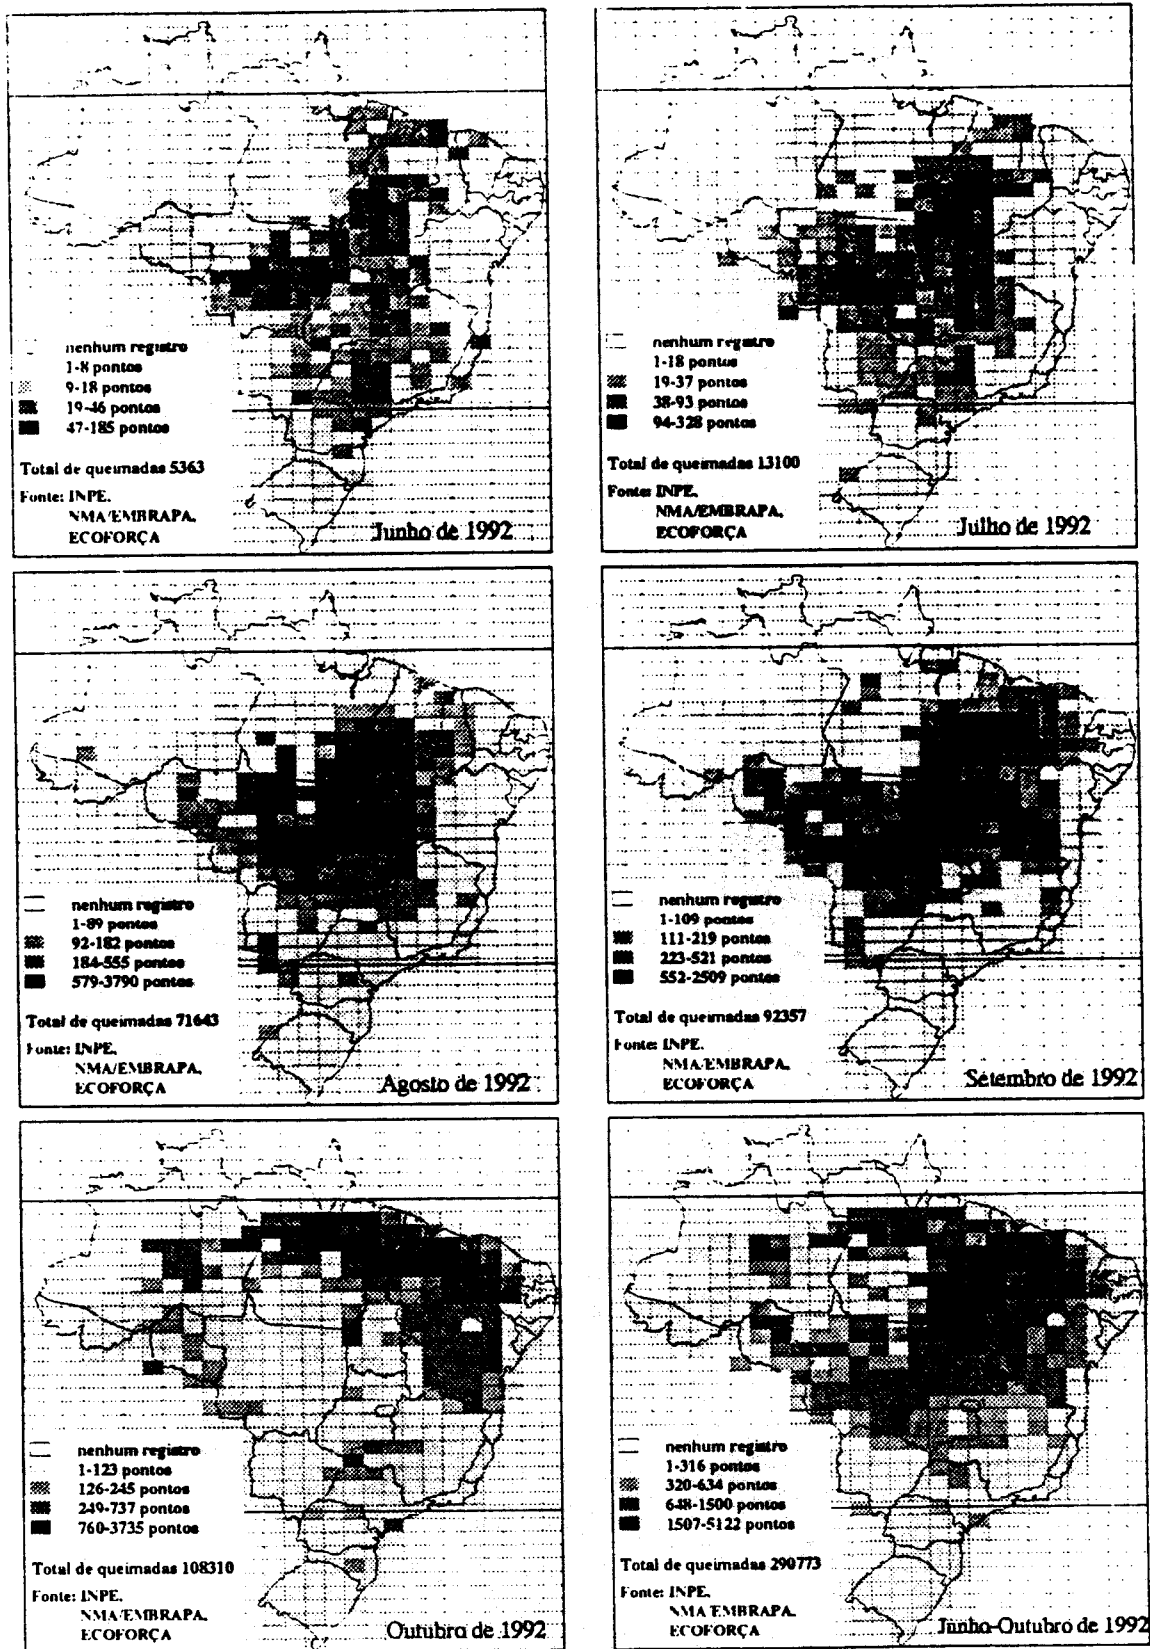 nenhum registro
1-8 pontos
9-18 pontos
19-46 pontos
47-185 pontos
Total de queimadas 5363
Fonte: INPE.
NMA/EMBRAPA.
ECOFORÇA
Junho de 1992
nenhum registro
1-18 pontos
19-37 pontos
38-93 pontos
94-328 pontos
Total de queimadas 13100
Fonte: INPE.
NMA/EMBRAPA.
ECOFORÇA
Julho de 1992
nenhum registro
1-89 pontos
92-182 pontos
184-555 pontos
579-3790 pontos
Total de queimadas 71643
Fonte: INPE.
NMA/EMBRAPA.
ECOFORÇA
Agosto de 1992
nenhum registro
1-109 pontos
111-219 pontos
223-521 pontos
552-2509 pontos
Total de queimadas 92357
Fonte: INPE.
NMA/EMBRAPA.
ECOFORÇA
Setembro de 1992
nenhum registro
1-123 pontos
126-245 pontos
249-737 pontos
760-3735 pontos
Total de queimadas 108310
Fonte: INPE.
NMA/EMBRAPA.
ECOFORÇA
Outubro de 1992
nenhum registro
1-316 pontos
320-634 pontos
648-1500 pontos
1507-5122 pontos
Total de queimadas 290773
Fonte: INPE.
NMA/EMBRAPA.
ECOFORÇA
Junho-Outubro de 1992